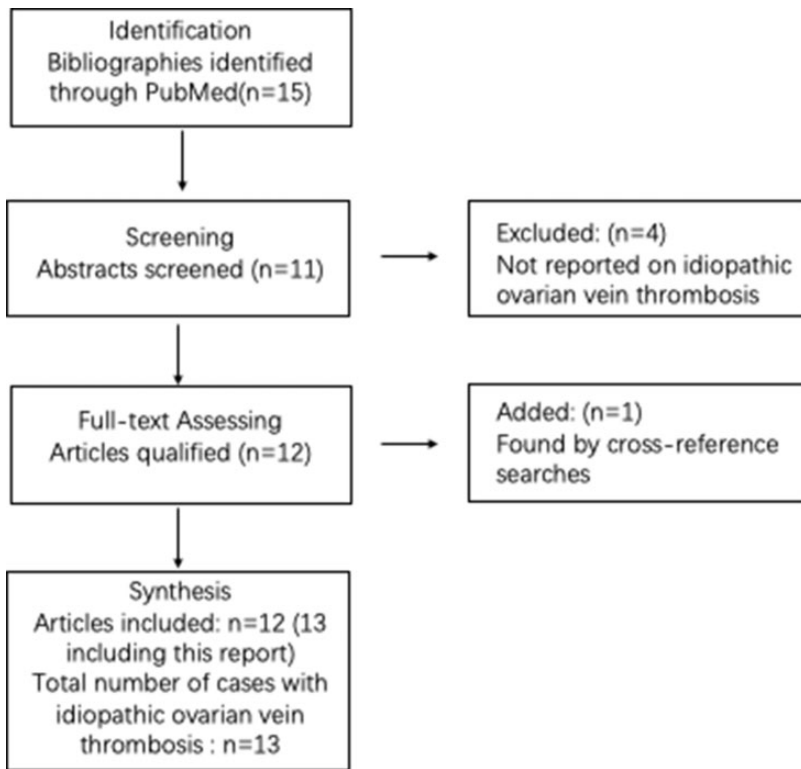 Identification
Bibliographies identified
through PubMed(n=15)
Screening
Abstracts screened (n=11)
Excluded: (n=4)
Not reported on idiopathic
ovarian vein thrombosis
Full-text Assessing
Articles qualified (n=12)
Added: (n=1)
Found by cross-reference
searches
Synthesis
Articles included: n=12 (13
including this report)
Total number of cases with
idiopathic ovarian vein
thrombosis : n=13